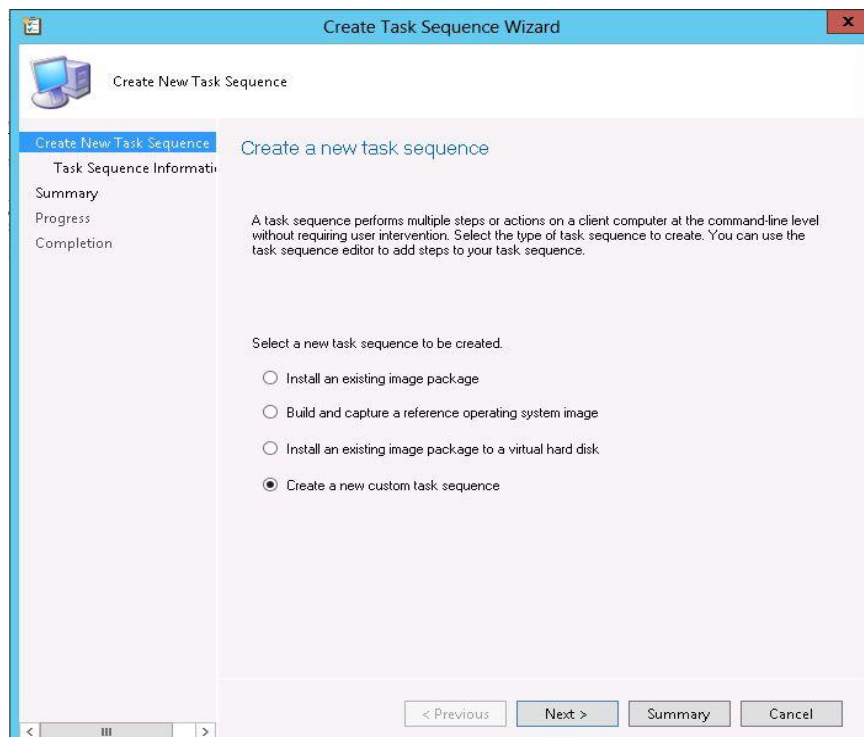 Create Task Sequence Wizard
x
Create New Task Sequence
Create New Task Sequence
Task Sequence Informati
Summary
Progress
Completion
Create a new task sequence
A task sequence performs multiple steps or actions on a client computer at the command-line level
without requiring user intervention. Select the type of task sequence to create. You can use the
task sequence editor to add steps to your task sequence.
Select a new task sequence to be created.
Install an existing image package
Build and capture a reference operating system image
Install an existing image package to a virtual hard disk
Create a new custom task sequence
< Previous
Next >
Summary
Cancel